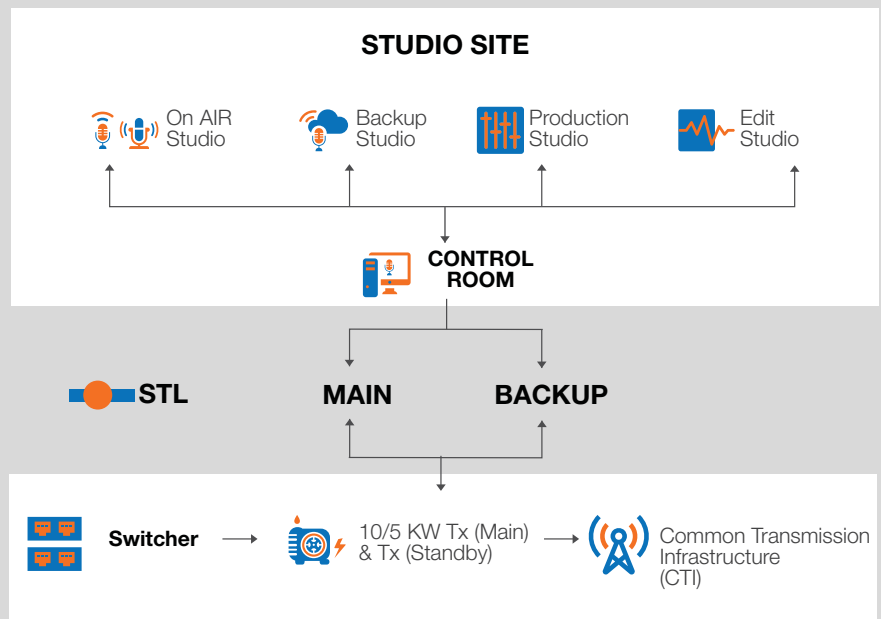 STUDIO SITE
On AIR
Studio
Backup
Studio
Production
Studio
Edit
Studio
CONTROL
ROOM
STL
MAIN
BACKUP
Switcher
10/5 KW Tx (Main)
& Tx (Standby)
Common Transmission
Infrastructure
(CTI)